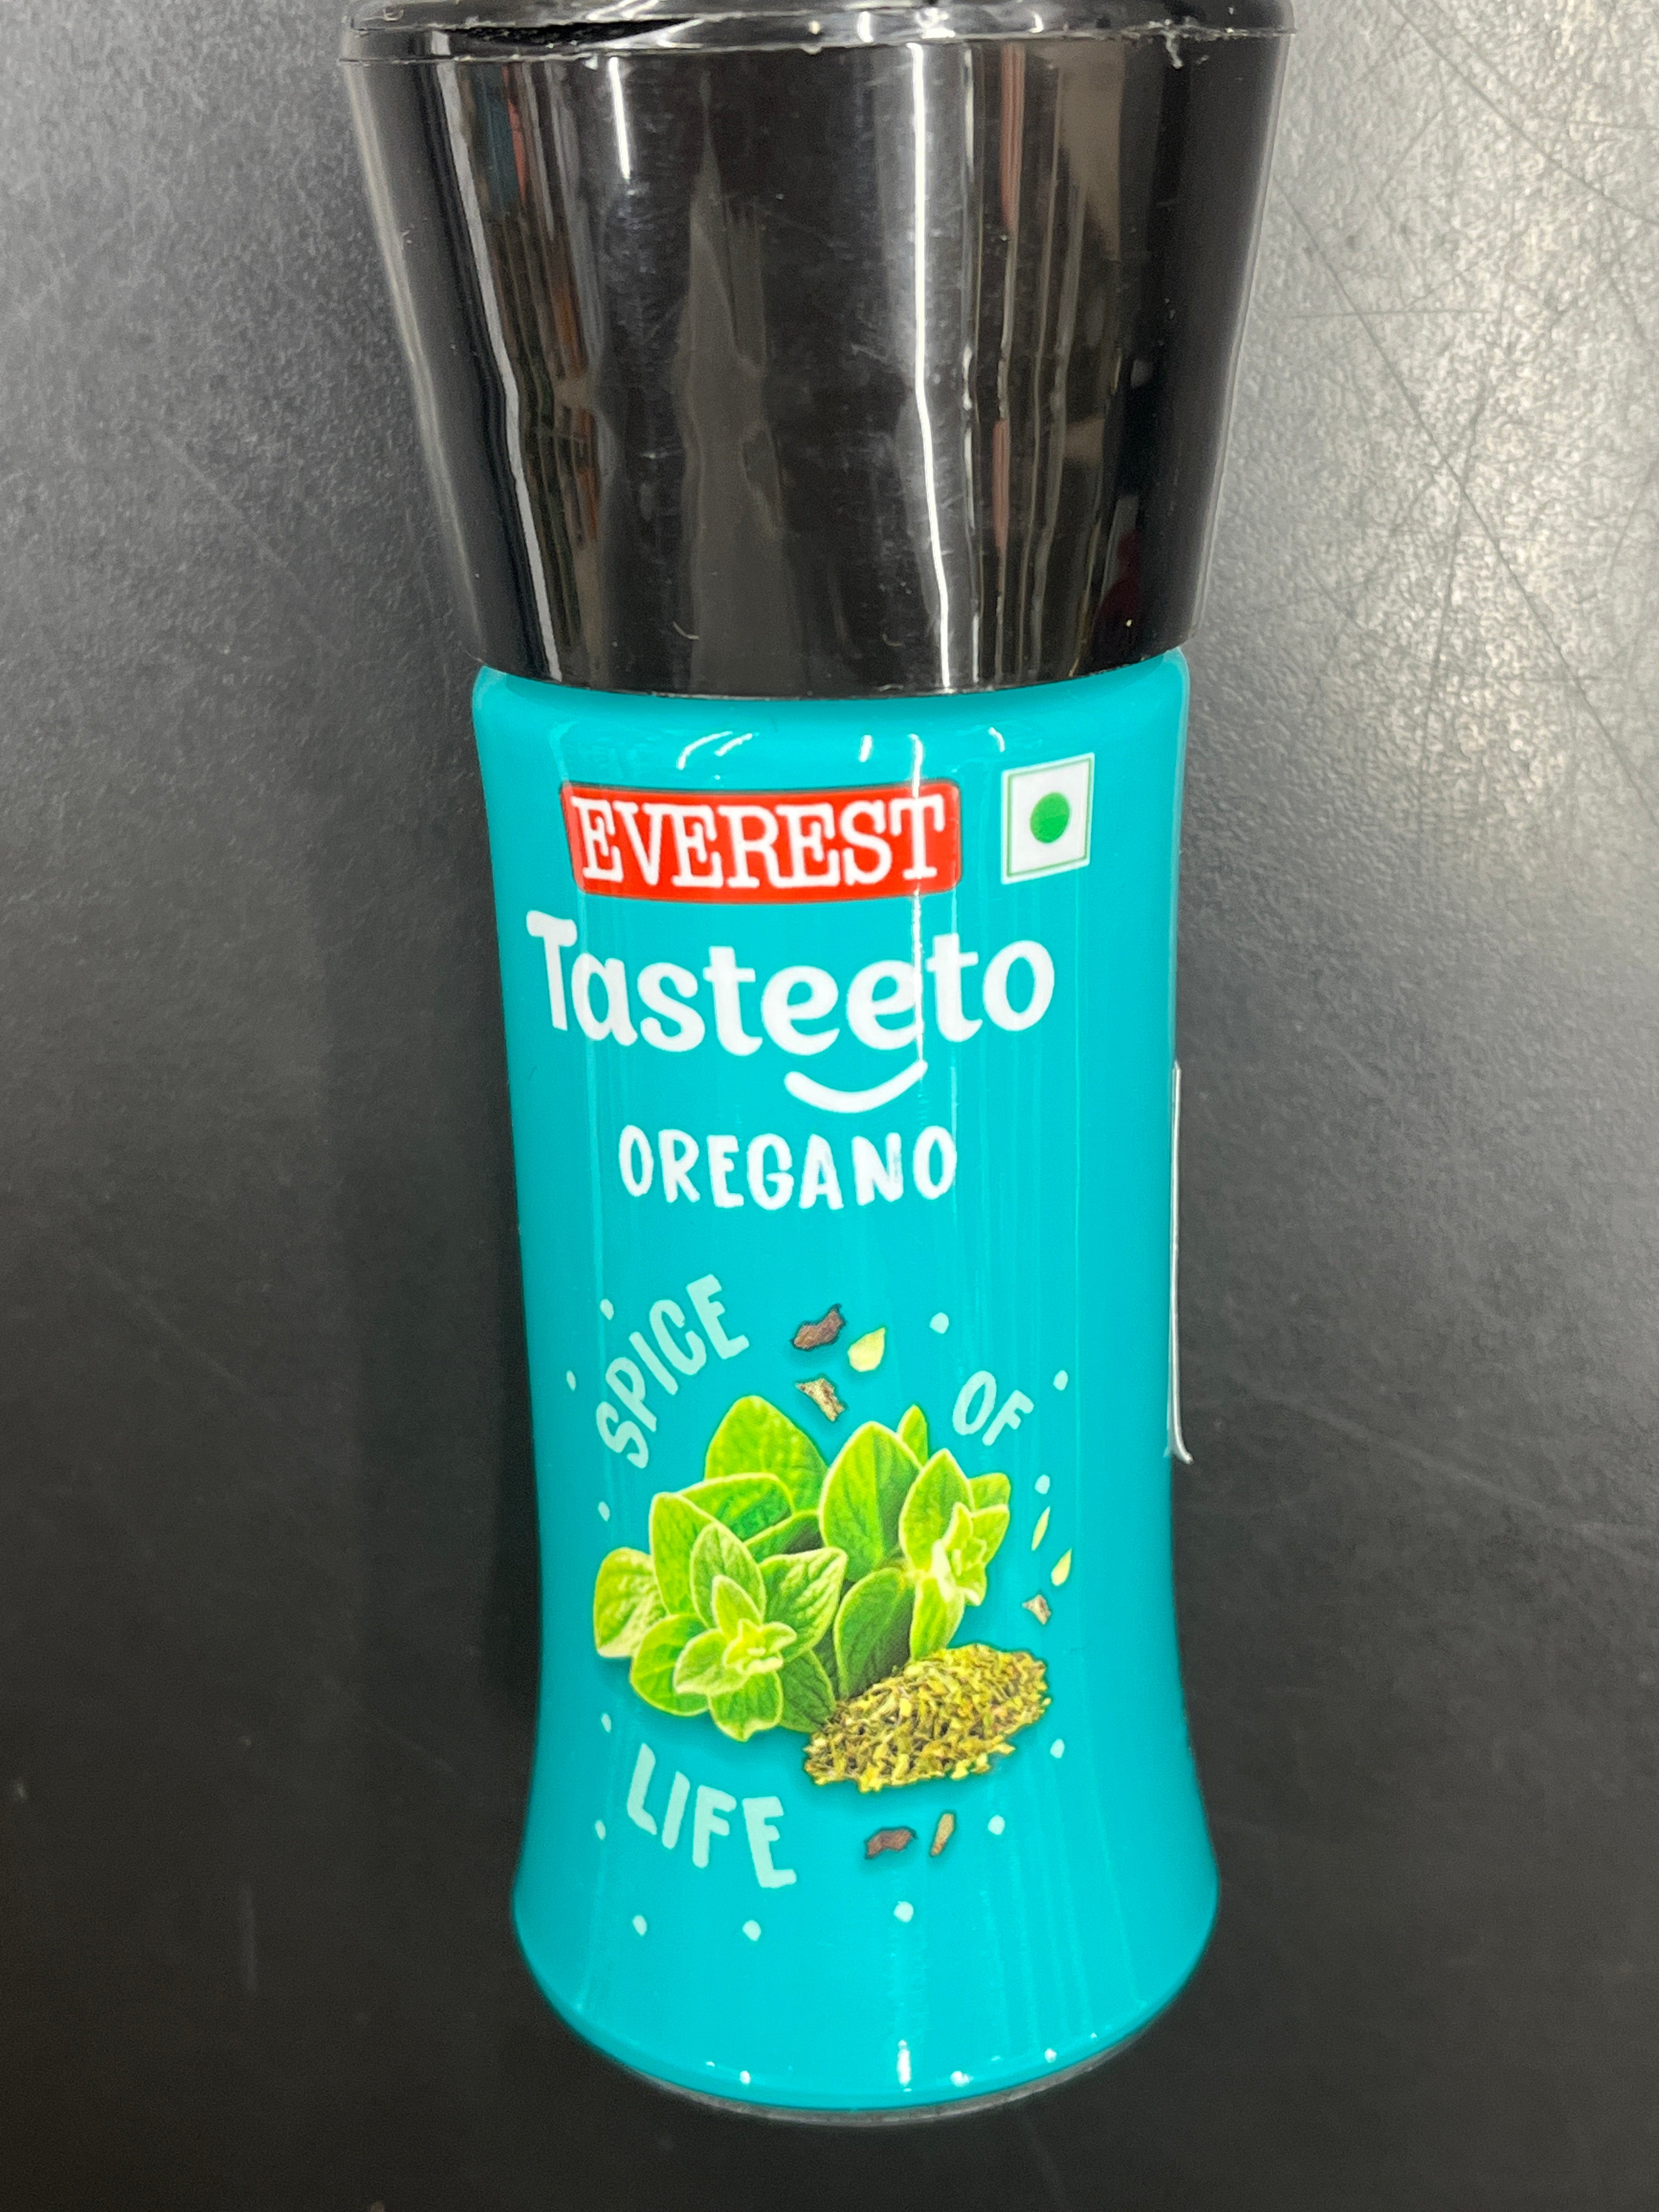 EVEREST
Tasteeto
OREGANO
SPICE
OF
LIFE